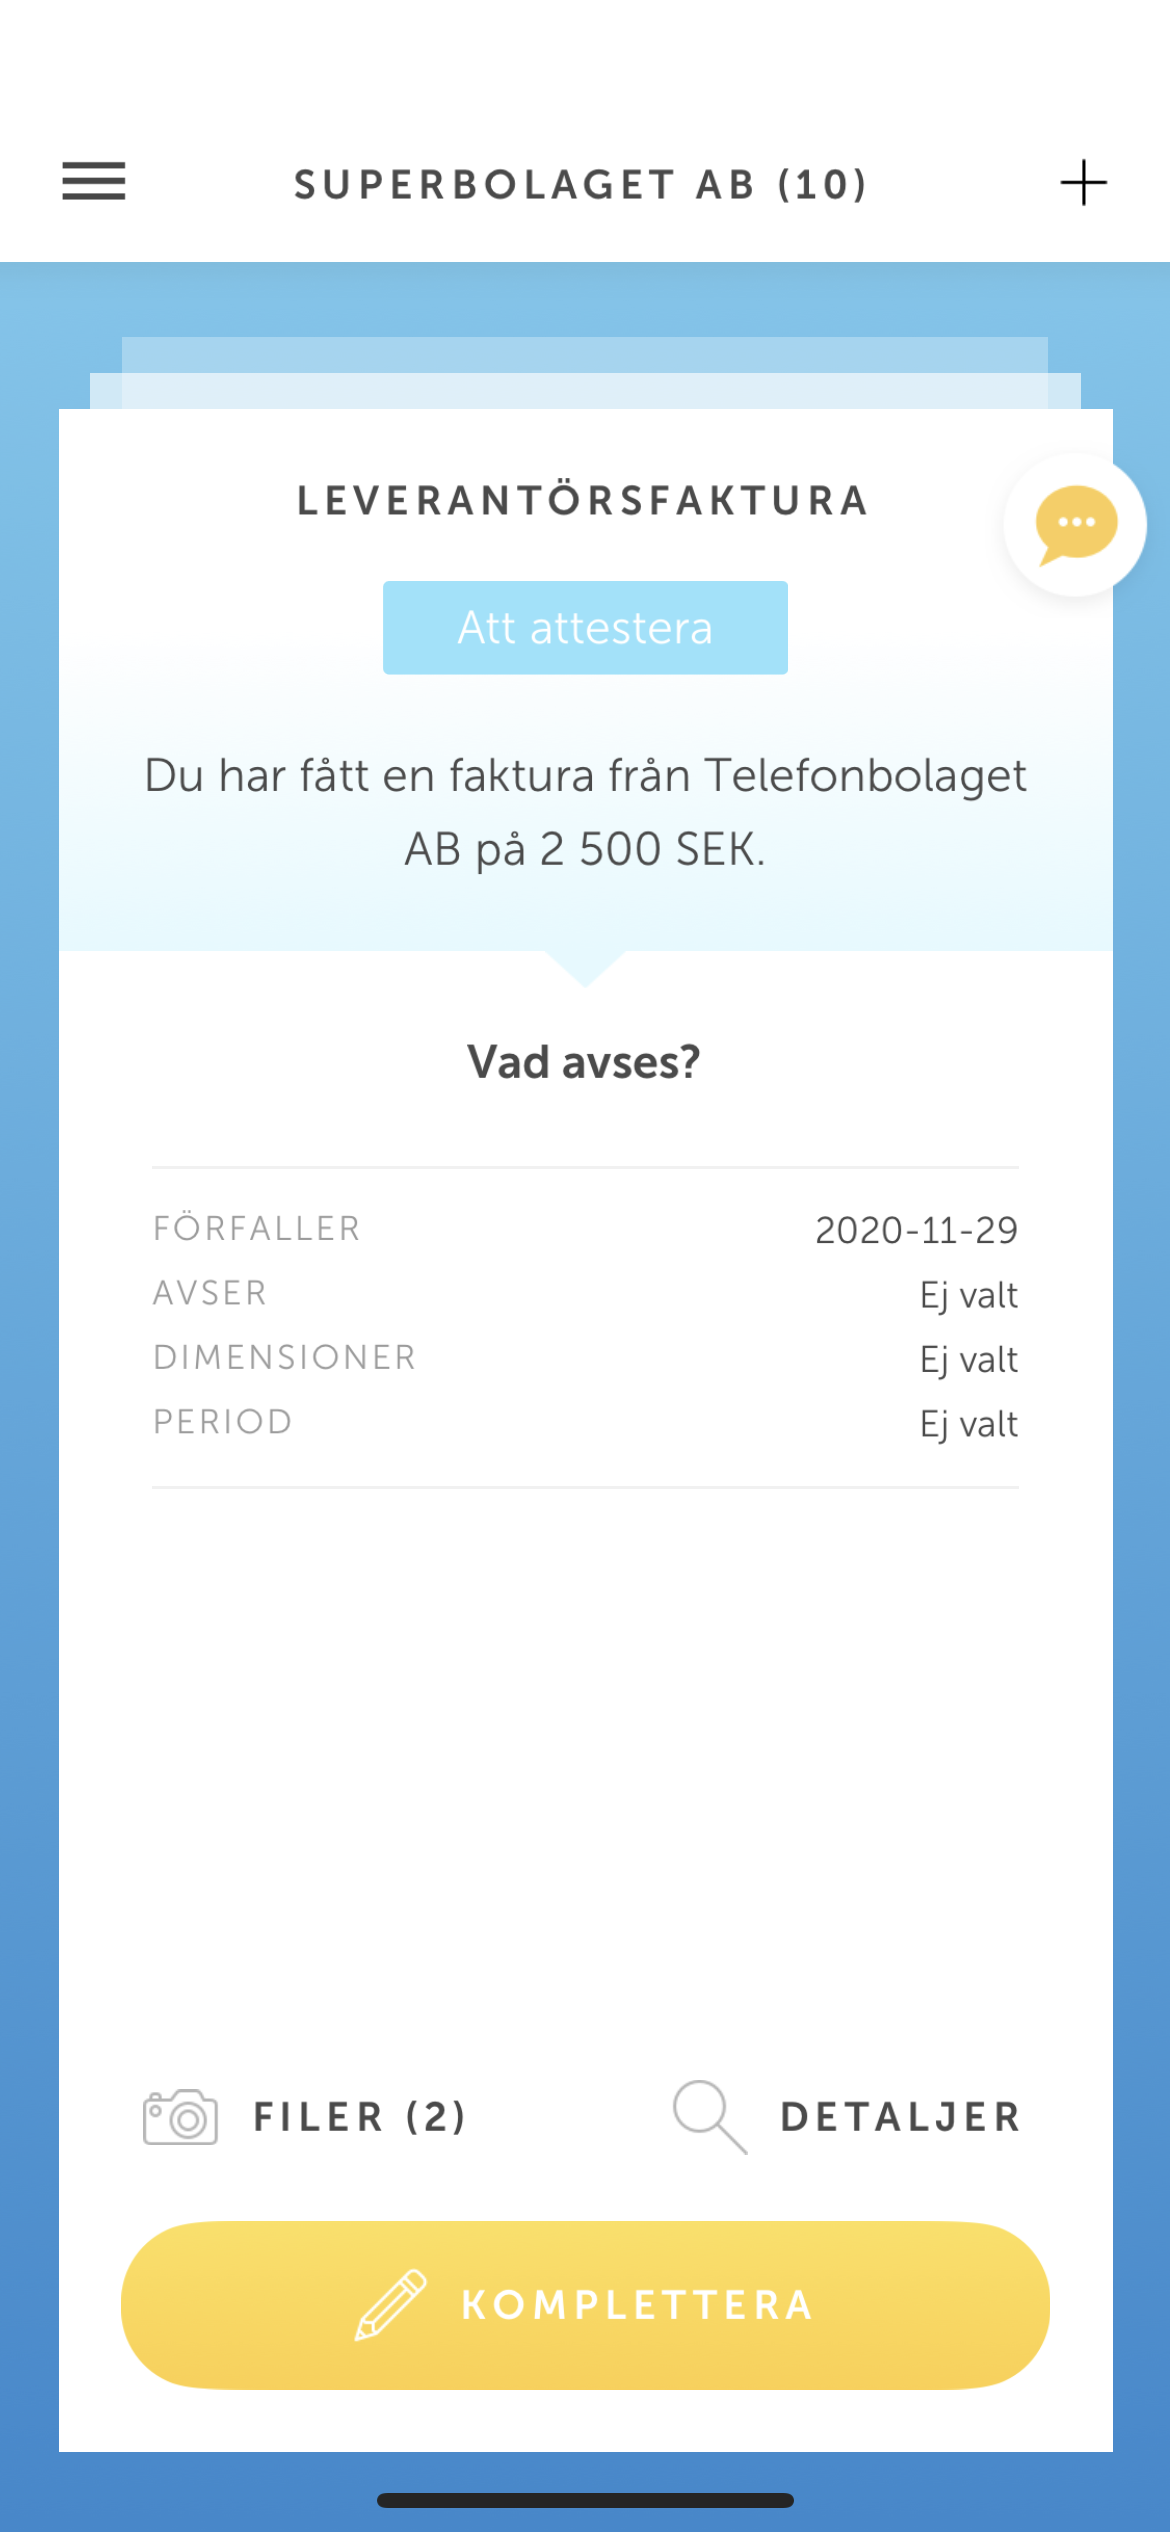 SUPERBOLAGET AB (10)
LEVERANTÖRSFAKTURA
Att attestera
Du har fått en faktura från Telefonbolaget
AB på 2 500 SEK.
Vad avses?
FÖRFALLER 2020-11-29
AVSER Ej valt
DIMENSIONER Ej valt
PERIOD Ej valt
FILER (2) DETALJER
KOMPLETTERA